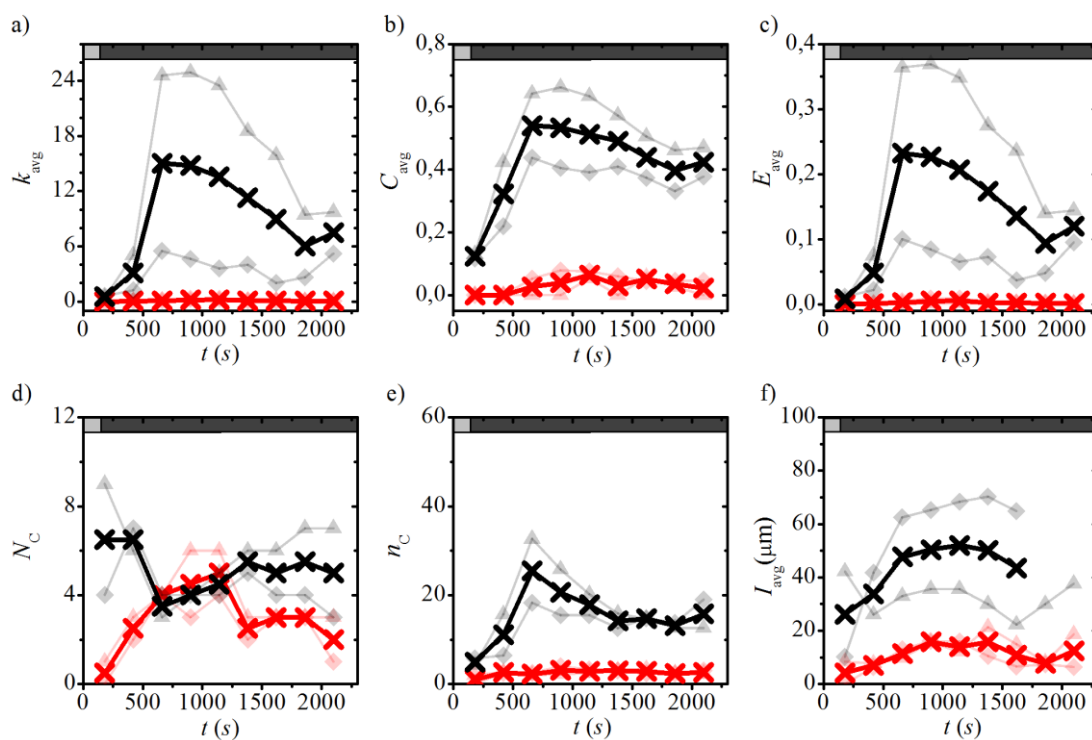 a)
24
18
12
6
0
k_avg
0 500 1000 1500 2000
t (s)
b)
0,8
0,6
0,4
0,2
0,0
C_avg
0 500 1000 1500 2000
t (s)
c)
0,4
0,3
0,2
0,1
0,0
E_avg
0 500 1000 1500 2000
t (s)
d)
12
8
4
0
N_C
0 500 1000 1500 2000
t (s)
e)
60
40
20
0
n_C
0 500 1000 1500 2000
t (s)
f)
100
80
60
40
20
0
I_avg(μm)
0 500 1000 1500 2000
t (s)